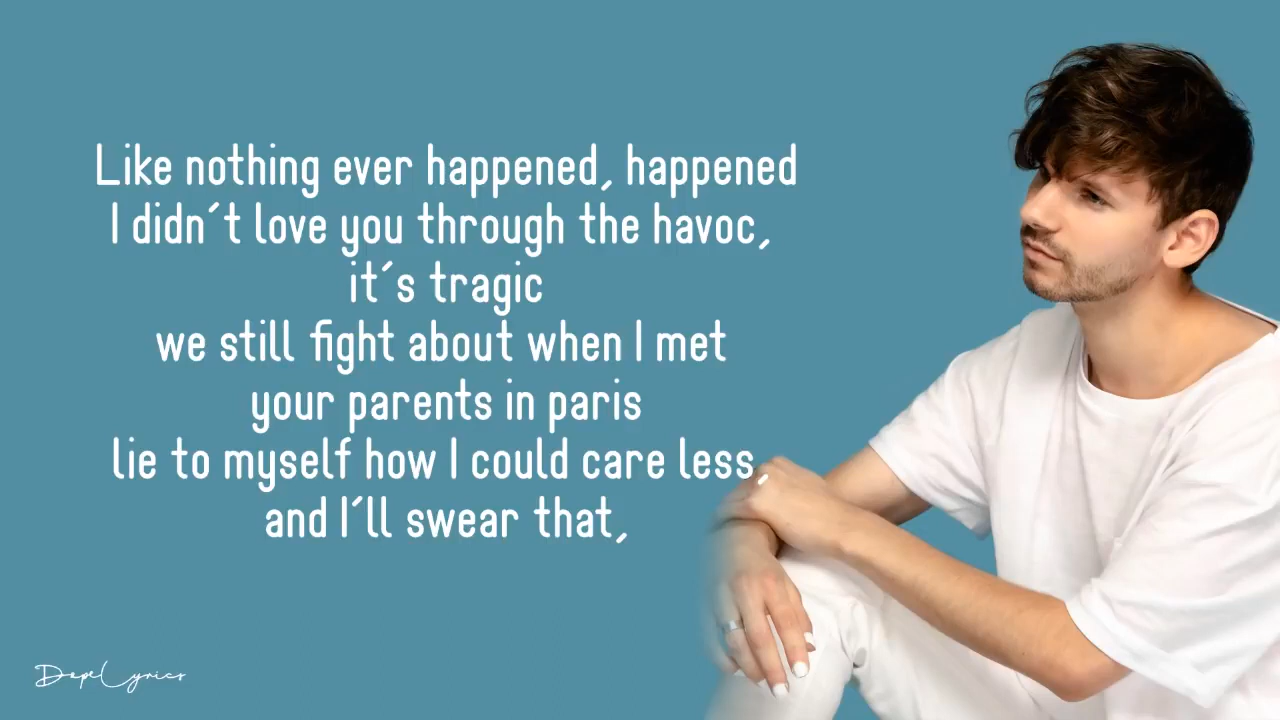 Like nothing ever happened, happened
I didn´t love you through the havoc,
it´s tragic
we still fight about when I met
your parents in paris
lie to myself how I could care less,
and I´ll swear that,
DopeLyrics